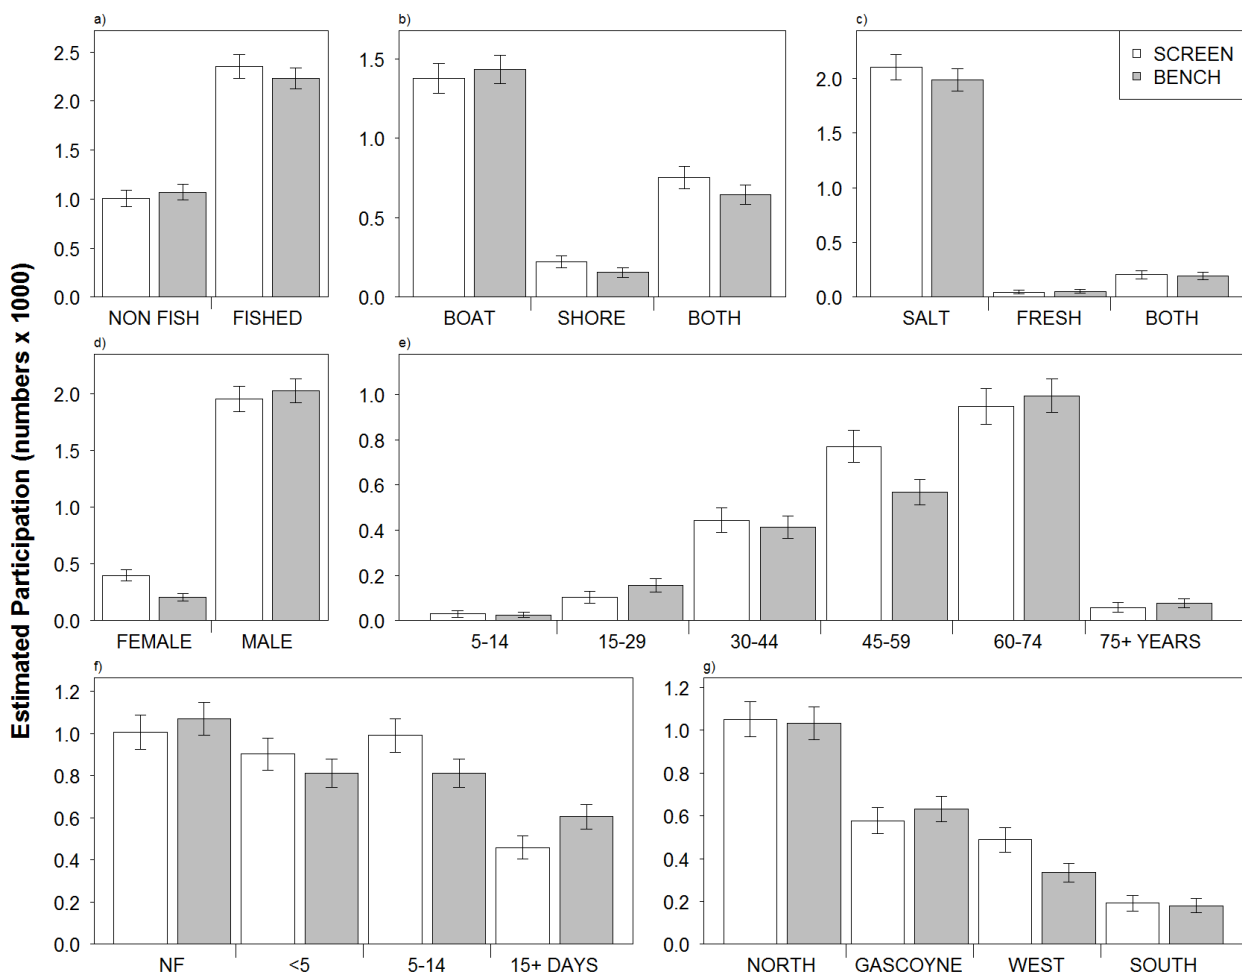 a)
2.5
2.0
1.5
1.0
0.5
0.0
NON FISH FISHED
b)
1.5
1.0
0.5
0.0
BOAT SHORE BOTH
c)
2.0
1.5
1.0
0.5
0.0
SALT FRESH BOTH
SCREEN
BENCH
Estimated Participation (numbers x 1000)
d)
2.0
1.5
1.0
0.5
0.0
FEMALE MALE
e)
1.0
0.8
0.6
0.4
0.2
0.0
5-14 15-29 30-44 45-59 60-74 75+ YEARS
f)
1.2
1.0
0.8
0.6
0.4
0.2
0.0
NF <5 5-14 15+ DAYS
g)
1.2
1.0
0.8
0.6
0.4
0.2
0.0
NORTH GASCOYNE WEST SOUTH